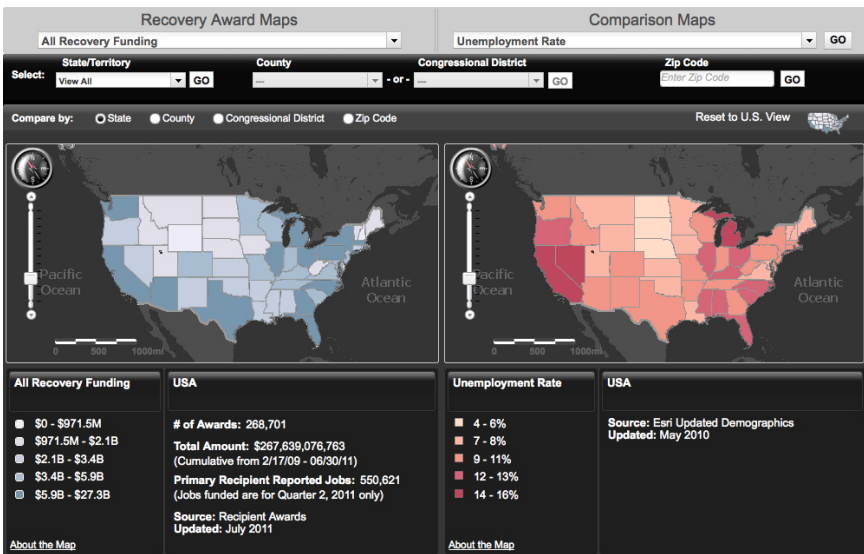 Recovery Award Maps
Comparison Maps
All Recovery Funding
Unemployment Rate
GO
Select:
State/Territory
View All
GO
County
---
- or -
Congressional District
---
GO
Zip Code
Enter Zip Code
GO
Compare by:
State
County
Congressional District
Zip Code
Reset to U.S. View
N
S
Pacific
Ocean
Atlantic
Ocean
0 500 1000mi
N
S
Pacific
Ocean
Atlantic
Ocean
0 500 1000mi
All Recovery Funding
$0 - $971.5M
$971.5M - $2.1B
$2.1B - $3.4B
$3.4B - $5.9B
$5.9B - $27.3B
About the Map
USA
# of Awards: 268,701
Total Amount: $267,639,076,763
(Cumulative from 2/17/09 - 06/30/11)
Primary Recipient Reported Jobs: 550,621
(Jobs funded are for Quarter 2, 2011 only)
Source: Recipient Awards
Updated: July 2011
Unemployment Rate
4 - 6%
7 - 8%
9 - 11%
12 - 13%
14 - 16%
About the Map
USA
Source: Esri Updated Demographics
Updated: May 2010